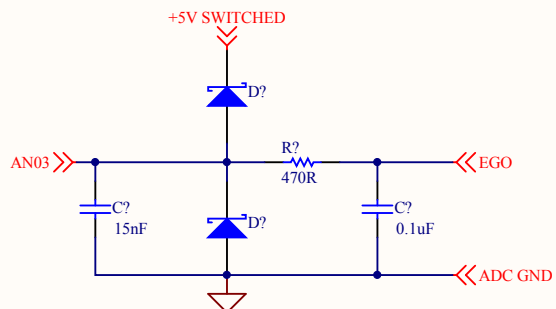 +5V SWITCHED
D?
AN03
R?
470R
EGO
C?
15nF
D?
C?
0.1uF
ADC GND